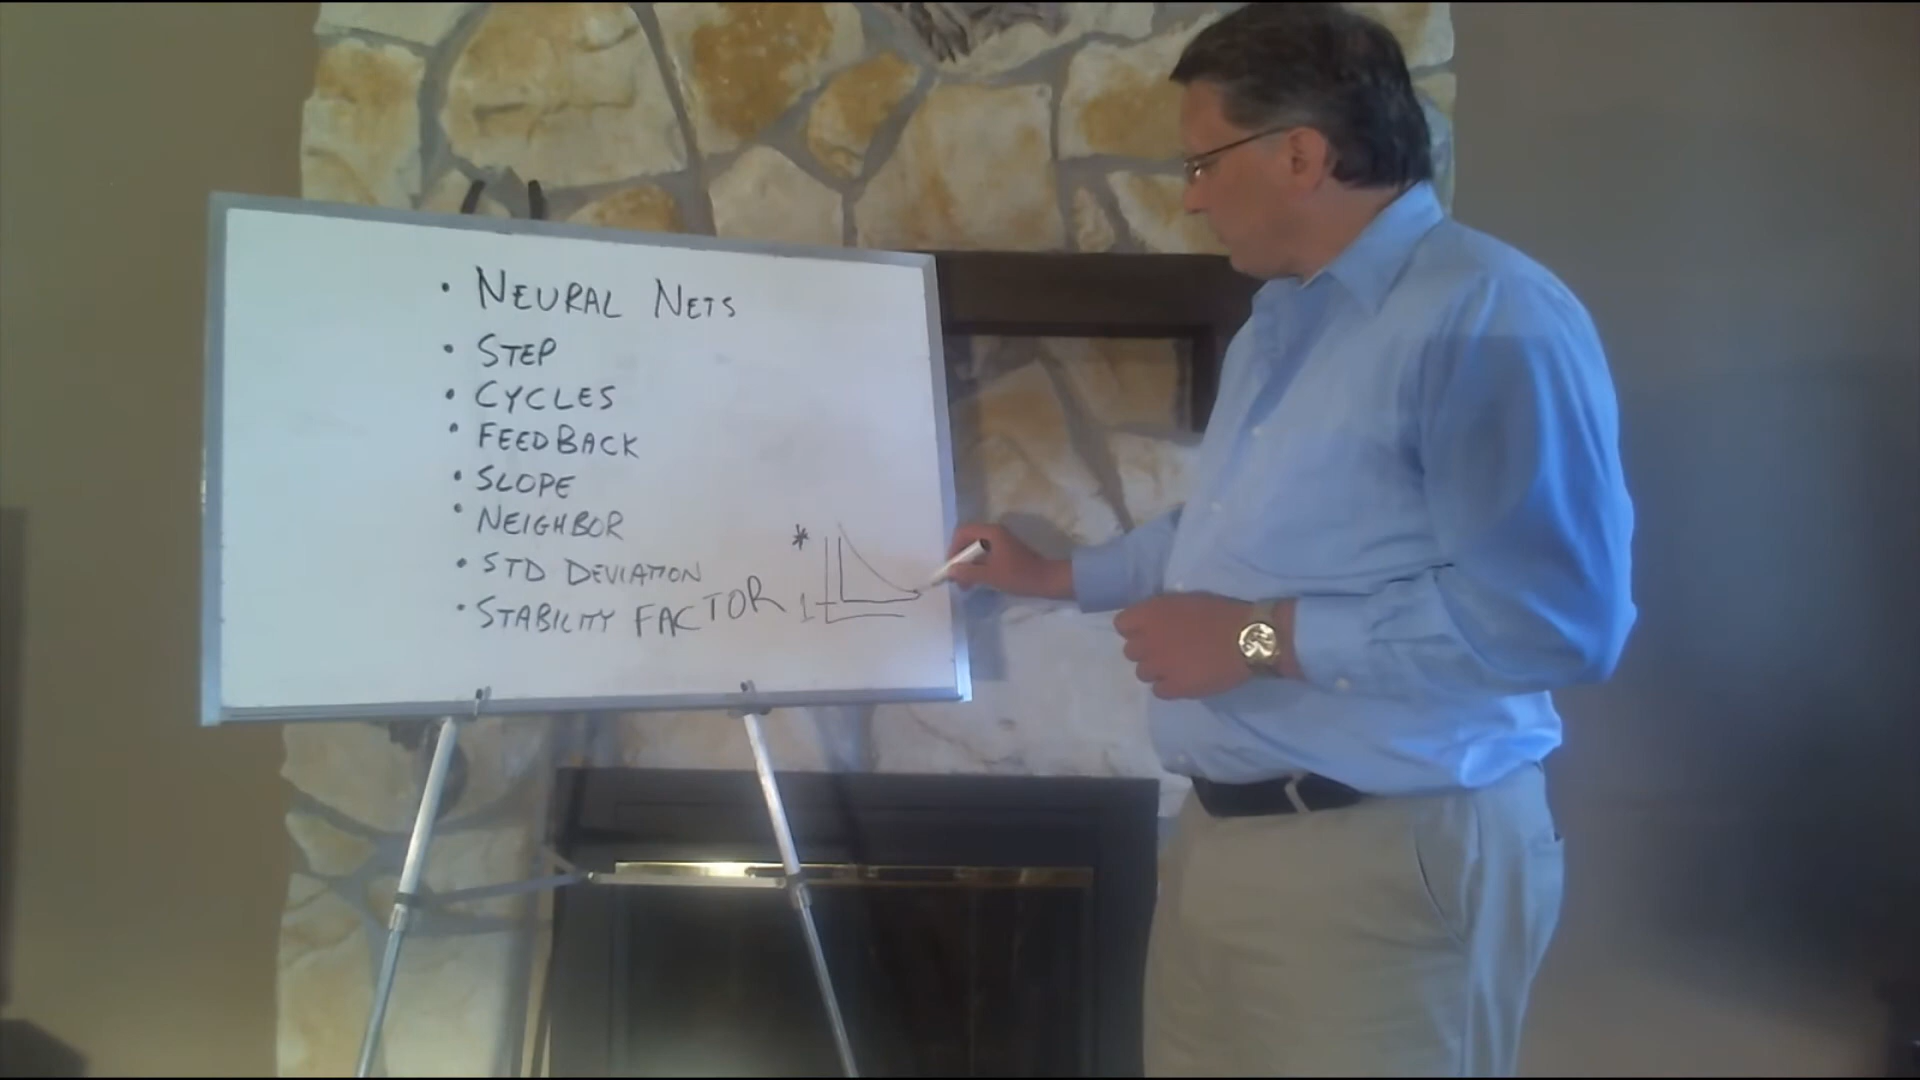 • NEURAL NETS
• STEP
• CYCLES
• FEEDBACK
• SLOPE
• NEIGHBOR
• STD DEVIATION
• STABILITY FACTOR
*
1